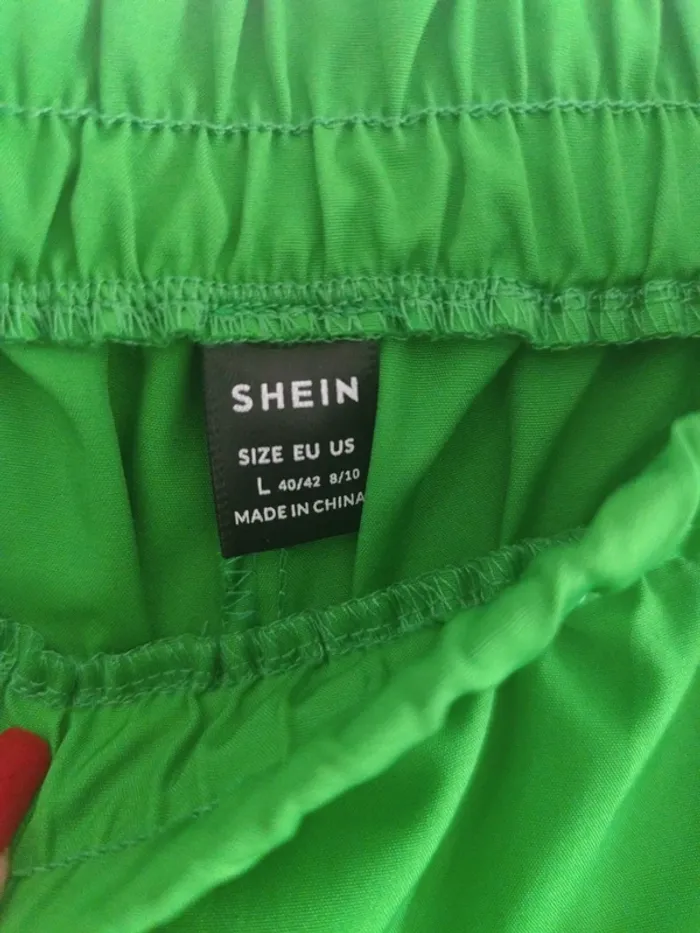 SHEIN
SIZE EU US
L 40/42 8/10
MADE IN CHINA